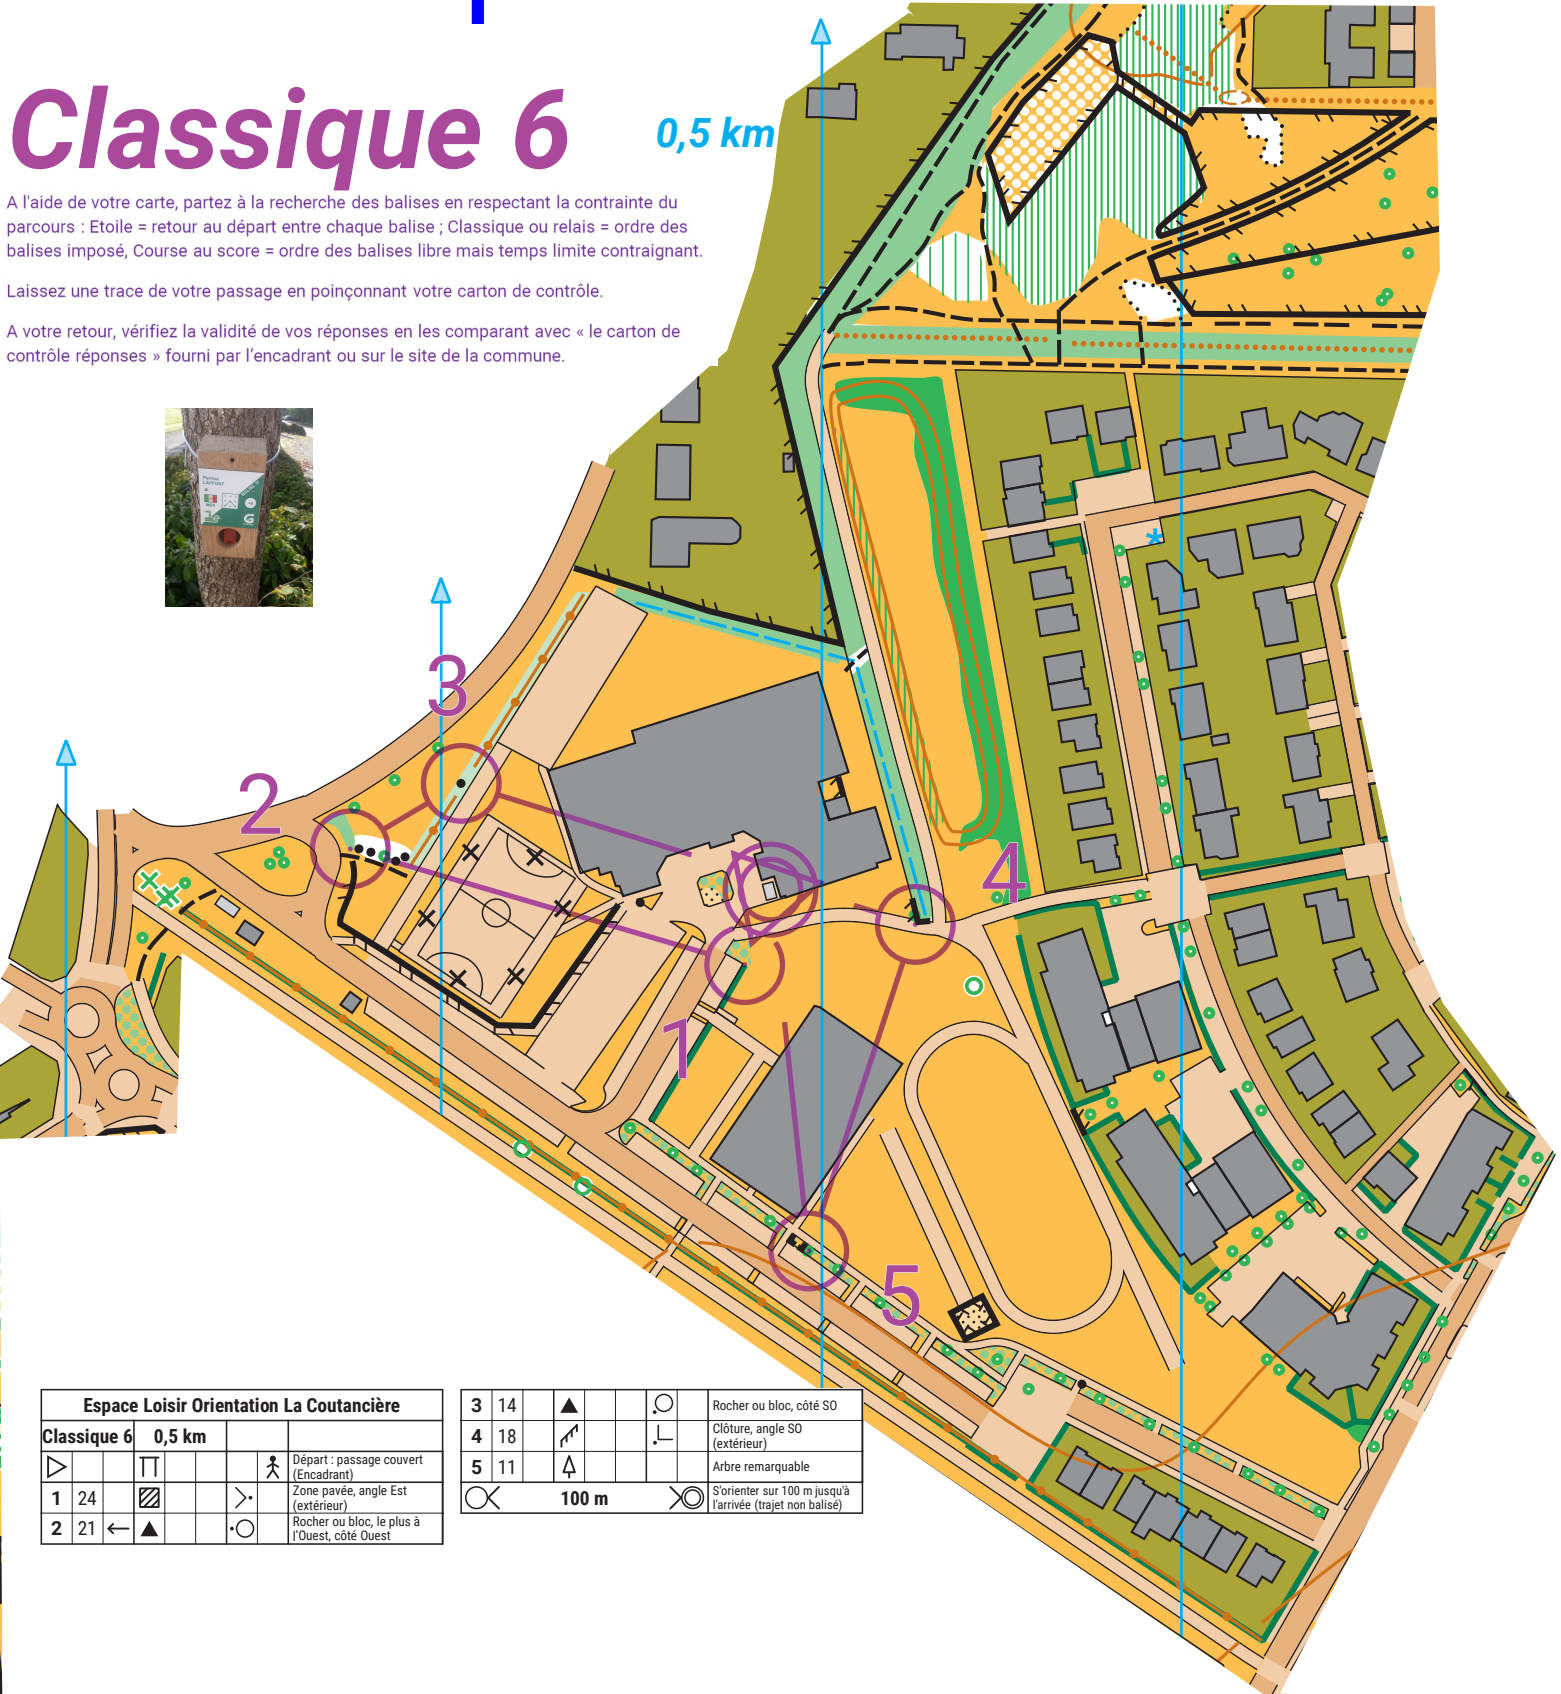 Classique 6
0,5 km
A l'aide de votre carte, partez à la recherche des balises en respectant la contrainte du
parcours : Etoile = retour au départ entre chaque balise ; Classique ou relais = ordre des
balises imposé, Course au score = ordre des balises libre mais temps limite contraignant.
Laissez une trace de votre passage en poinçonnant votre carton de contrôle.
A votre retour, vérifiez la validité de vos réponses en les comparant avec « le carton de
contrôle réponses » fourni par l'encadrant ou sur le site de la commune.
3
2
4
1
5
Espace Loisir Orientation La Coutancière
Classique 6 0,5 km
Départ : passage couvert
(Encadrant)
1 24 Zone pavée, angle Est
(extérieur)
2 21 Rocher ou bloc, le plus à
l'Ouest, côté Ouest
3 14 Rocher ou bloc, côté SO
4 18 Clôture, angle SO
(extérieur)
5 11 Arbre remarquable
100 m S'orienter sur 100 m jusqu'à
l'arrivée (trajet non balisé)